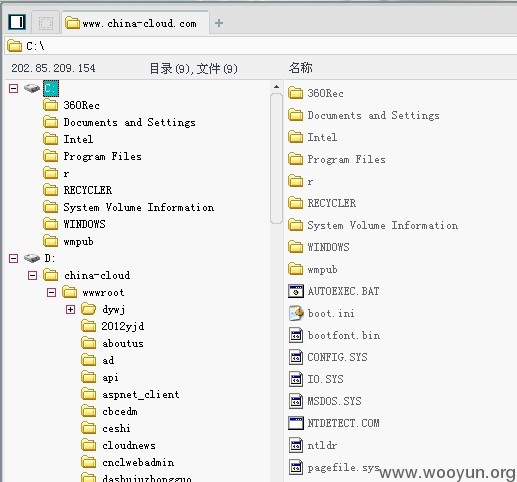 www.china-cloud.com
C:\
202.85.209.154 目录(9),文件(9) 名称
C:
360Rec
Documents and Settings
Intel
Program Files
r
RECYCLER
System Volume Information
WINDOWS
wmpub
D:
china-cloud
wwwroot
dywj
2012yjd
aboutus
ad
api
aspnet_client
cbcedm
ceshi
cloudnews
cnclwebadmin
dashujuzhongguo
360Rec
Documents and Settings
Intel
Program Files
r
RECYCLER
System Volume Information
WINDOWS
wmpub
AUTOEXEC.BAT
boot.ini
bootfont.bin
CONFIG.SYS
IO.SYS
MSDOS.SYS
NTDETECT.COM
ntldr
pagefile.sys
www.wooyun.org